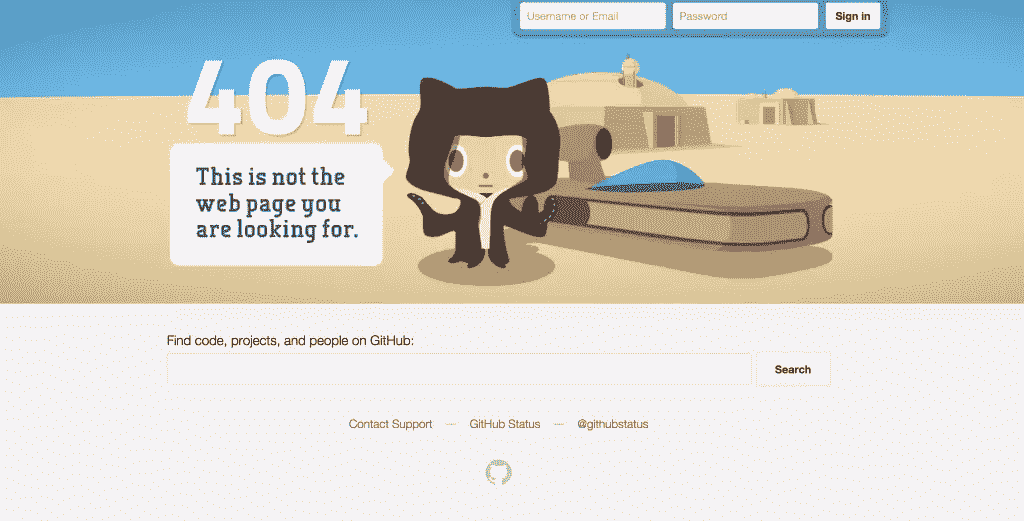 Username or Email Password Sign in
404
This is not the
web page you
are looking for.
Find code, projects, and people on GitHub:
Search
Contact Support — GitHub Status — @githubstatus